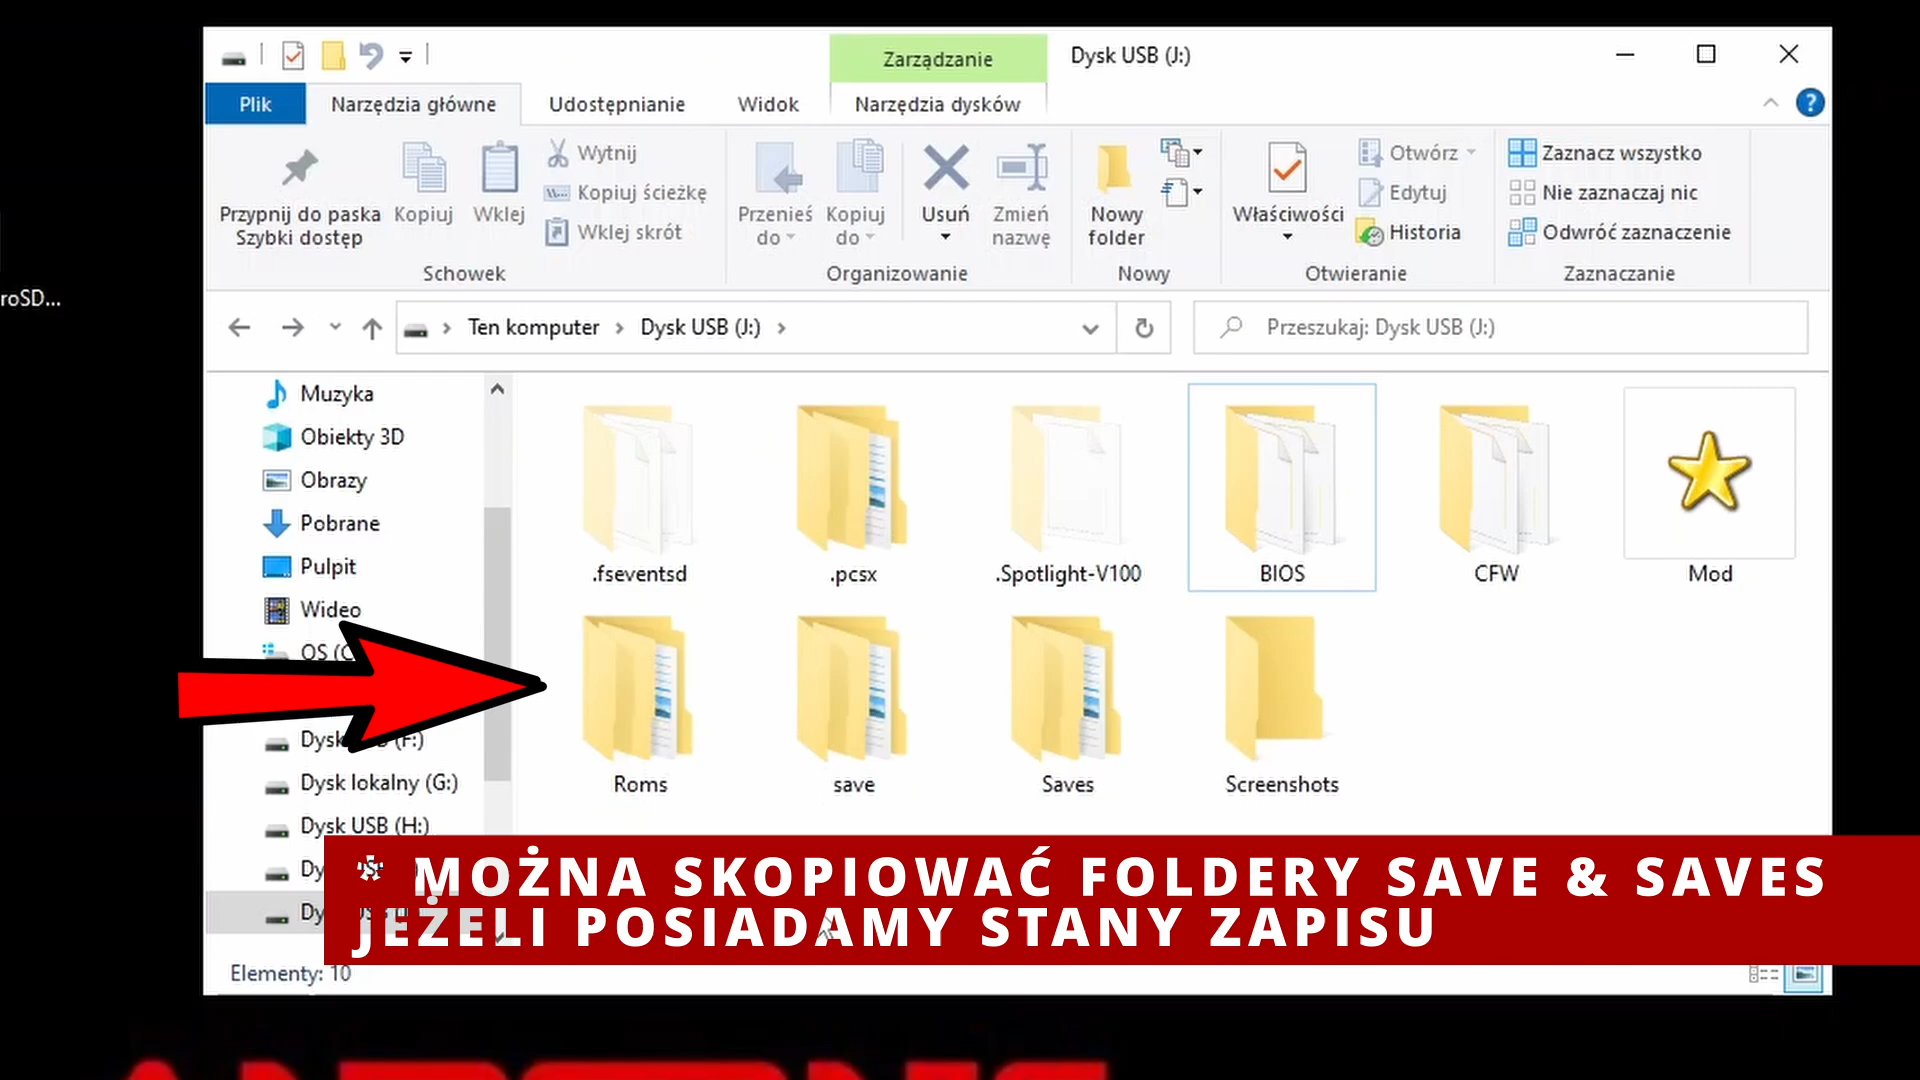 Zarządzanie
Dysk USB (J:)
Plik
Narzędzia główne
Udostępnianie
Widok
Narzędzia dysków
Przypnij do paska
Szybki dostęp
Kopiuj
Wklej
Wytnij
Kopiuj ścieżkę
Wklej skrót
Schowek
Przenieś
do
Kopiuj
do
Usuń
Zmień
nazwę
Organizowanie
Nowy
folder
Nowy
Właściwości
Otwórz
Edytuj
Historia
Otwieranie
Zaznacz wszystko
Nie zaznaczaj nic
Odwróć zaznaczenie
Zaznaczanie
roSD...
Ten komputer
Dysk USB (J:)
Przeszukaj: Dysk USB (J:)
Muzyka
Obiekty 3D
Obrazy
Pobrane
Pulpit
Wideo
OS
Dysk (F:)
Dysk lokalny (G:)
Dysk USB (H:)
.fseventsd
.pcsx
.Spotlight-V100
BIOS
CFW
Mod
Roms
save
Saves
Screenshots
* MOŻNA SKOPIOWAĆ FOLDERY SAVE & SAVES
JEŻELI POSIADAMY STANY ZAPISU
Elementy: 10